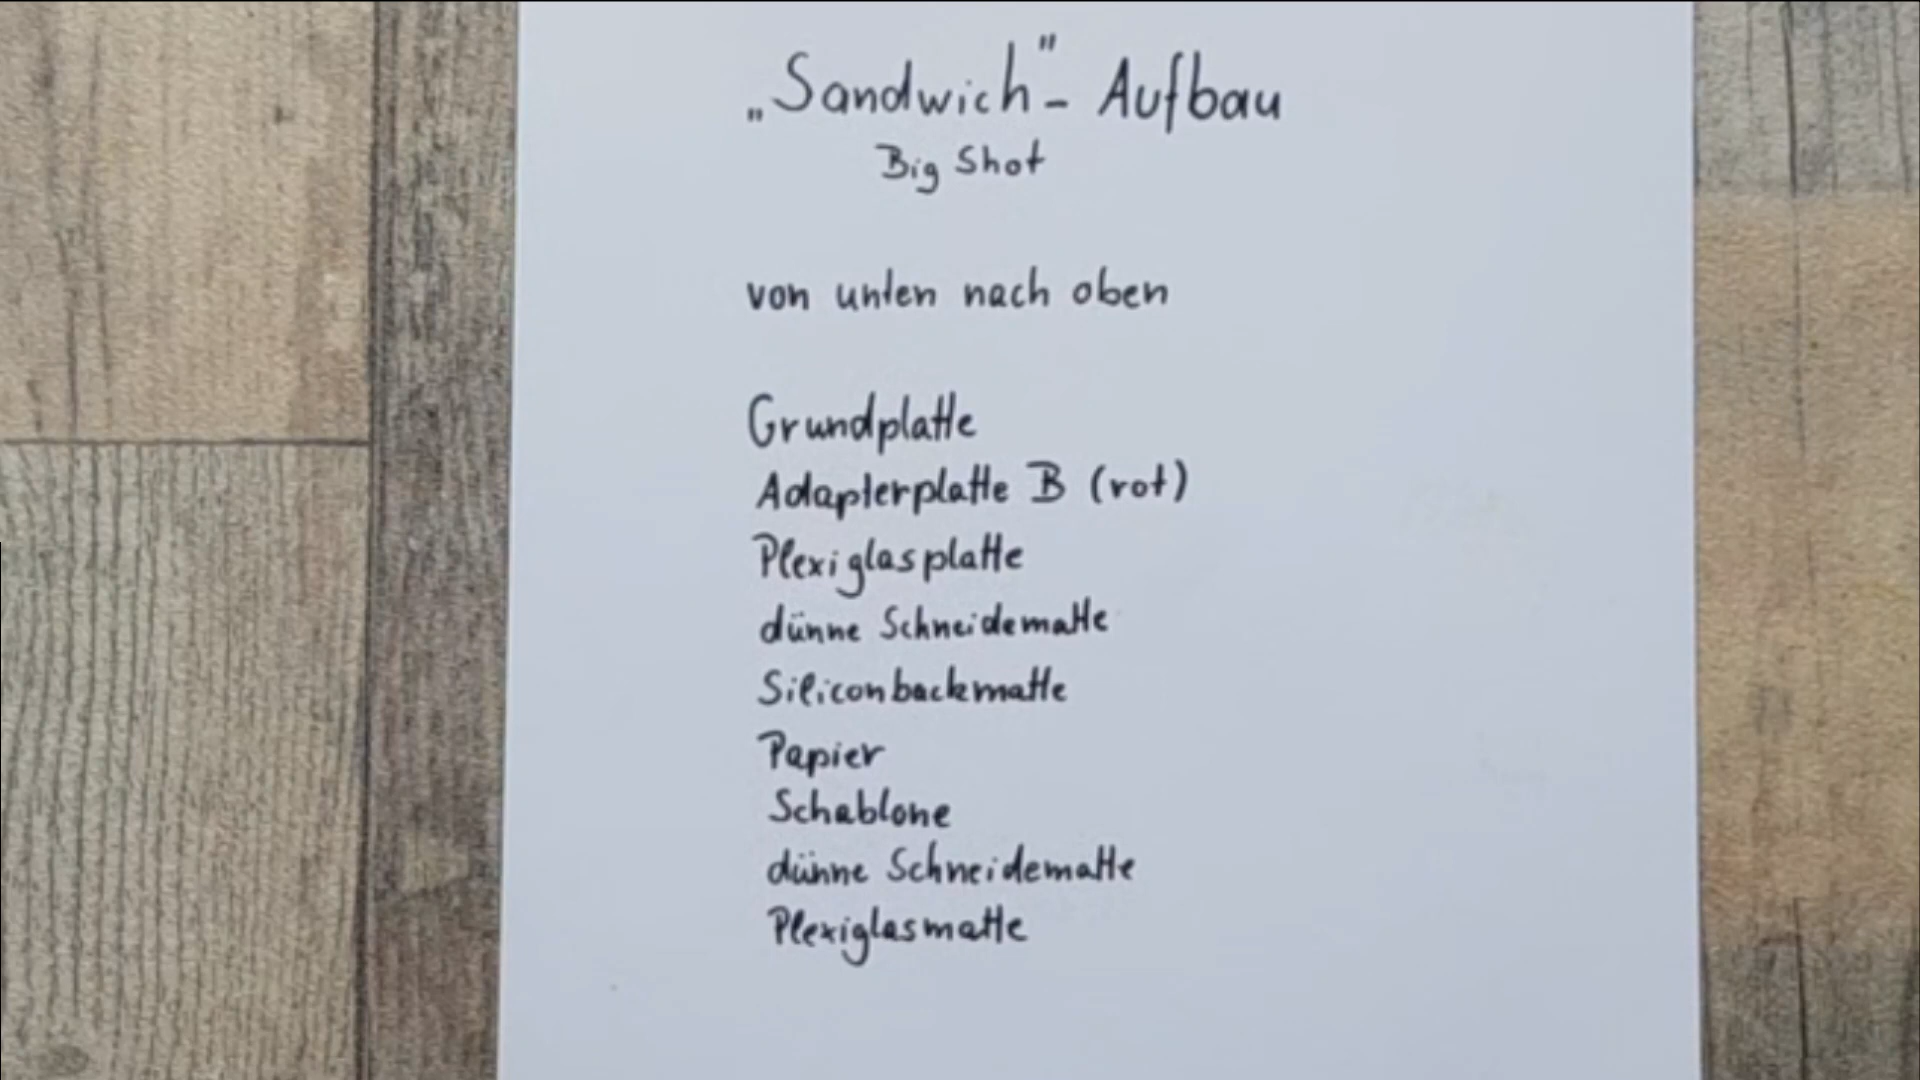 „Sandwich"- Aufbau
Big Shot
von unten nach oben
Grundplatte
Adapterplatte B (rot)
Plexiglasplatte
dünne Schneidematte
Siliconbackmatte
Papier
Schablone
dünne Schneidematte
Plexiglasmatte